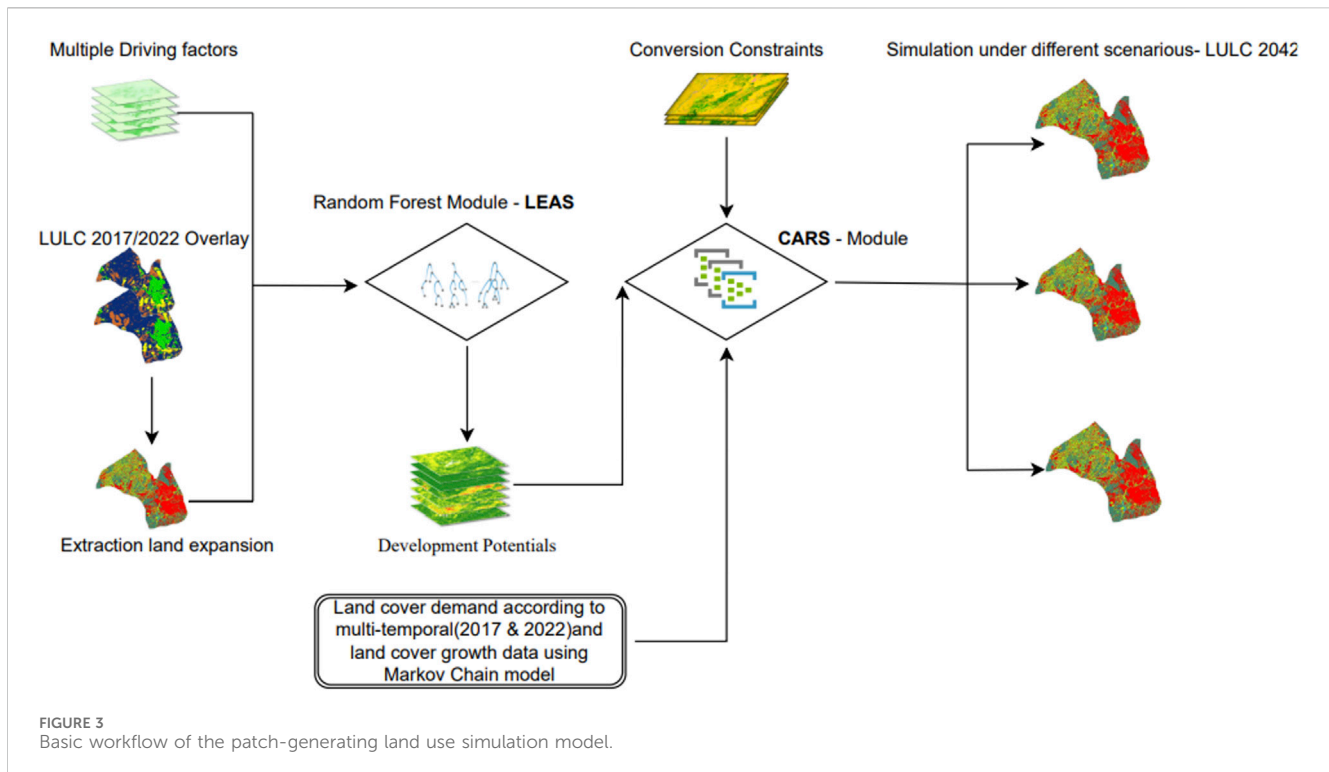 Multiple Driving factors
Conversion Constraints
Simulation under different scenarious- LULC 2042
Random Forest Module - LEAS
LULC 2017/2022 Overlay
CARS - Module
Extraction land expansion
Development Potentials
Land cover demand according to
multi-temporal(2017 & 2022)and
land cover growth data using
Markov Chain model
FIGURE 3
Basic workflow of the patch-generating land use simulation model.